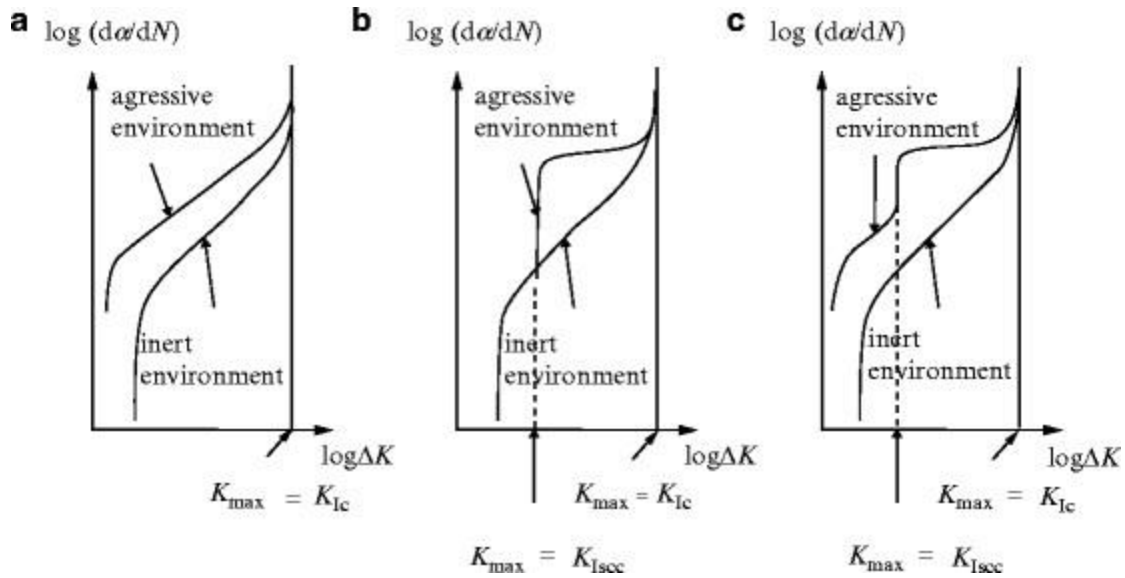 a log (dα/dN)
agressive
environment
inert
environment
logΔK
K_max = K_Ic
b log (dα/dN)
agressive
environment
inert
environment
logΔK
K_max = K_Ic
K_max = K_Iscc
c log (dα/dN)
agressive
environment
inert
environment
logΔK
K_max = K_Ic
K_max = K_Iscc